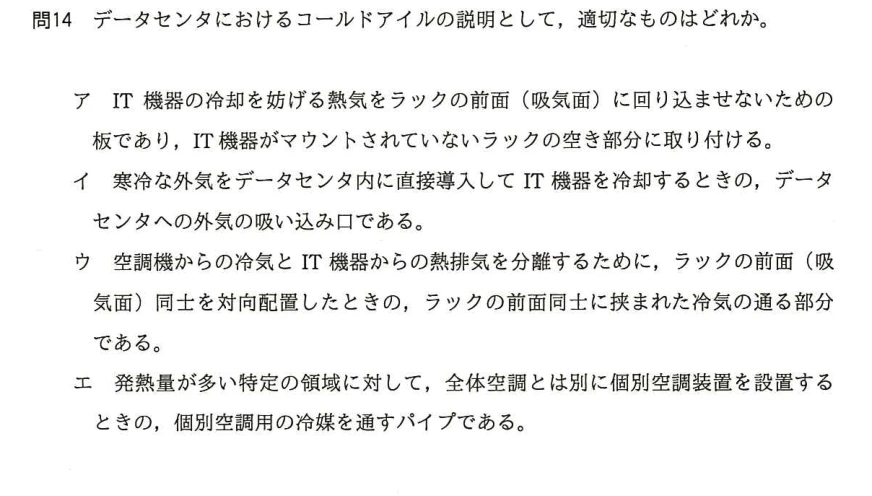 問14 データセンタにおけるコールドアイルの説明として，適切なものはどれか。
ア IT 機器の冷却を妨げる熱気をラックの前面（吸気面）に回り込ませないための
板であり，IT 機器がマウントされていないラックの空き部分に取り付ける。
イ 寒冷な外気をデータセンタ内に直接導入して IT 機器を冷却するときの，データ
センタへの外気の吸い込み口である。
ウ 空調機からの冷気と IT 機器からの熱排気を分離するために，ラックの前面（吸
気面）同士を対向配置したときの，ラックの前面同士に挟まれた冷気の通る部分
である。
エ 発熱量が多い特定の領域に対して，全体空調とは別に個別空調装置を設置する
ときの，個別空調用の冷媒を通すパイプである。